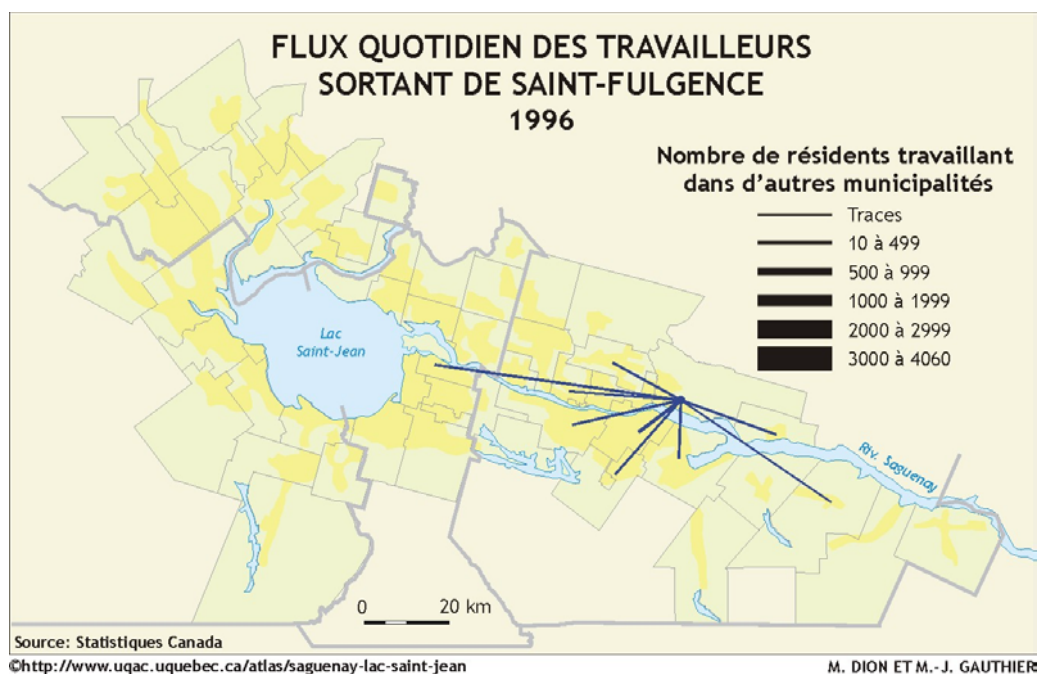 FLUX QUOTIDIEN DES TRAVAILLEURS
SORTANT DE SAINT-FULGENCE
1996
Nombre de résidents travaillant
dans d'autres municipalités
Traces
10 à 499
500 à 999
1000 à 1999
2000 à 2999
3000 à 4060
Lac
Saint-Jean
Riv. Saguenay
0 20 km
Source: Statistiques Canada
©http://www.uqac.uquebec.ca/atlas/saguenay-lac-saint-jean
M. DION ET M.-J. GAUTHIER